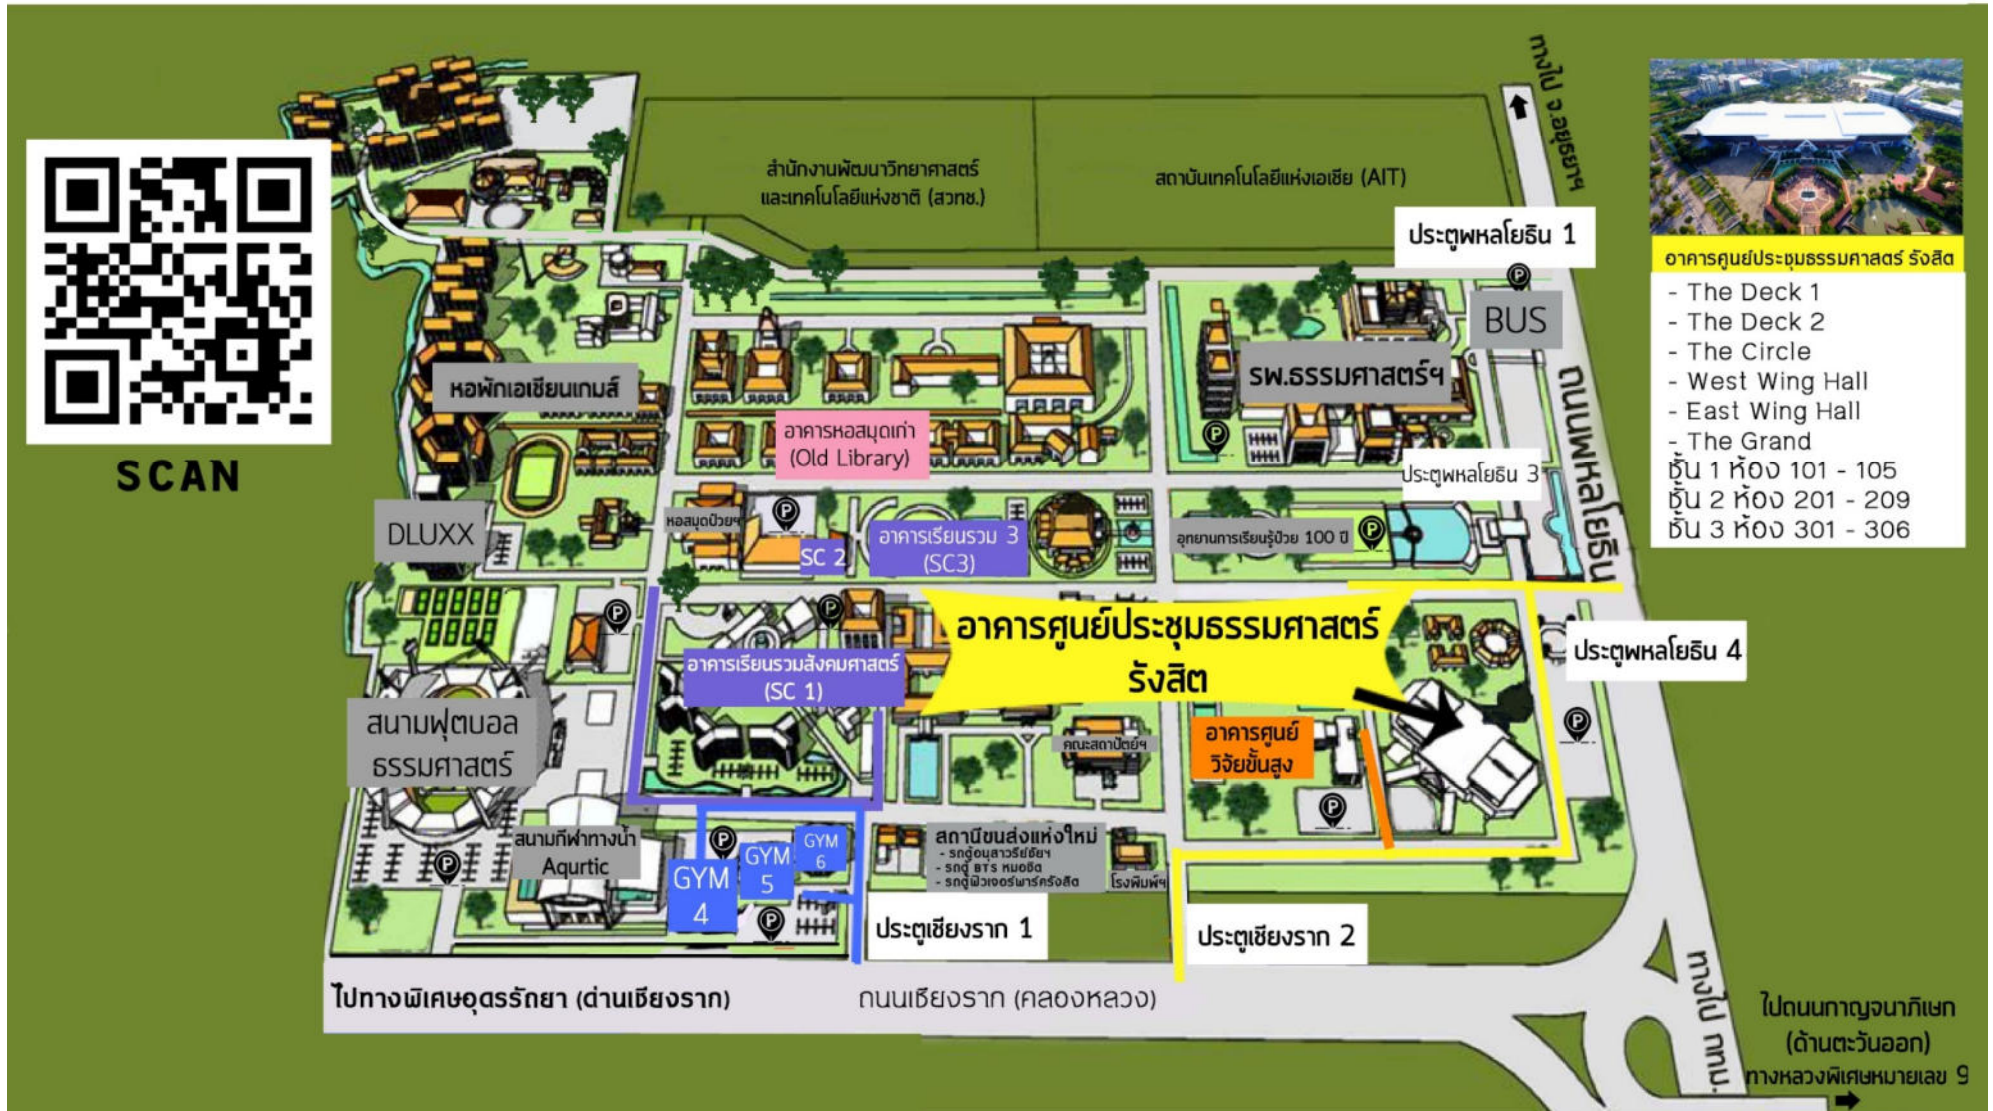 SCAN
สำนักงานพัฒนาวิทยาศาสตร์
และเทคโนโลยีแห่งชาติ (สวทช.)
สถาบันเทคโนโลยีแห่งเอเชีย (AIT)
ทางไป จ.อยุธยาฯ
ประตูพหลโยธิน 1
P
BUS
อาคารศูนย์ประชุมธรรมศาสตร์ รังสิต
- The Deck 1
- The Deck 2
- The Circle
- West Wing Hall
- East Wing Hall
- The Grand
ชั้น 1 ห้อง 101 - 105
ชั้น 2 ห้อง 201 - 209
ชั้น 3 ห้อง 301 - 306
หอพักเอเชียนเกมส์
รพ.ธรรมศาสตร์ฯ
P
ถนนพหลโยธิน
อาคารหอสมุดเก่า
(Old Library)
ประตูพหลโยธิน 3
DLUXX
หอสมุดป๋วยฯ
P
SC 2
อาคารเรียนรวม 3
(SC3)
อุทยานการเรียนรู้ป๋วย 100 ปี
P
P
P
อาคารศูนย์ประชุมธรรมศาสตร์
รังสิต
ประตูพหลโยธิน 4
อาคารเรียนรวมสังคมศาสตร์
(SC 1)
สนามฟุตบอล
ธรรมศาสตร์
คณะสถาปัตย์ฯ
อาคารศูนย์
วิจัยขั้นสูง
P
P
สนามกีฬาทางน้ำ
Aqurtic
P
P
GYM
4
GYM
5
GYM
6
P
สถานีขนส่งแห่งใหม่
- รถตู้อนุสาวรีย์ชัยฯ
- รถตู้ BTS หมอชิต
- รถตู้ฟิวเจอร์พาร์ครังสิต
โรงพิมพ์ฯ
ประตูเชียงราก 1
ประตูเชียงราก 2
ไปทางพิเศษอุดรรัถยา (ด่านเชียงราก)
ถนนเชียงราก (คลองหลวง)
ทางไป กทม.
ไปถนนกาญจนาภิเษก
(ด้านตะวันออก)
ทางหลวงพิเศษหมายเลข 9